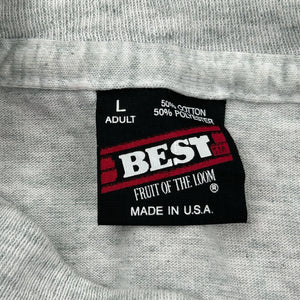 L
ADULT
50% COTTON
50% POLYESTER
BEST
FRUIT OF THE LOOM ®
MADE IN U.S.A.